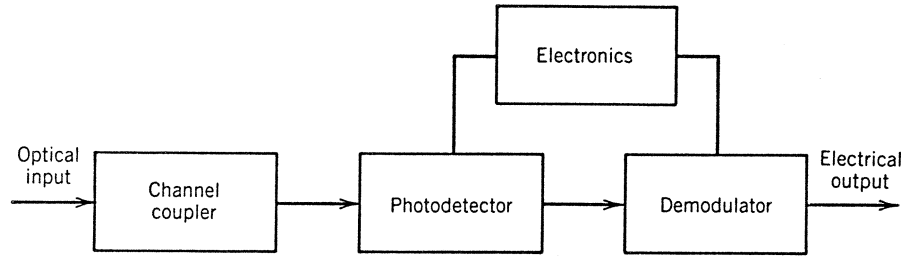 Electronics
Optical
input
Channel
coupler
Photodetector
Demodulator
Electrical
output